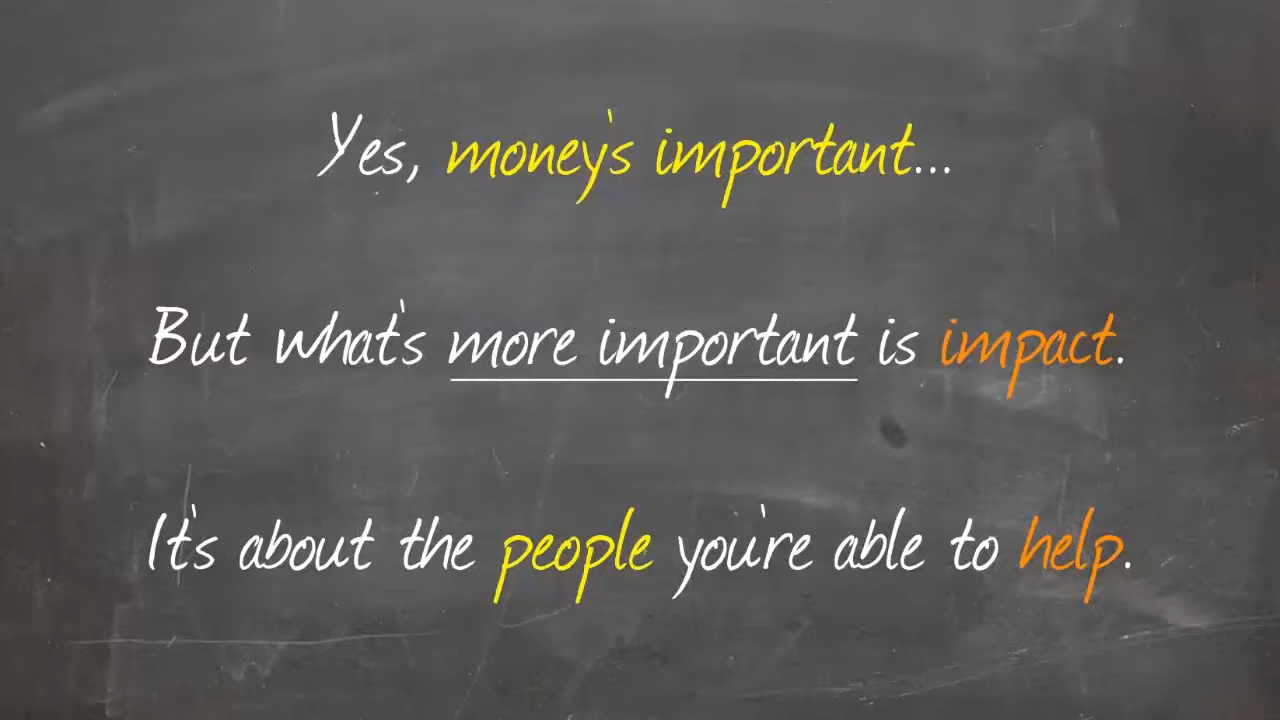 Yes, money's important...
But what's more important is impact.
It's about the people you're able to help.